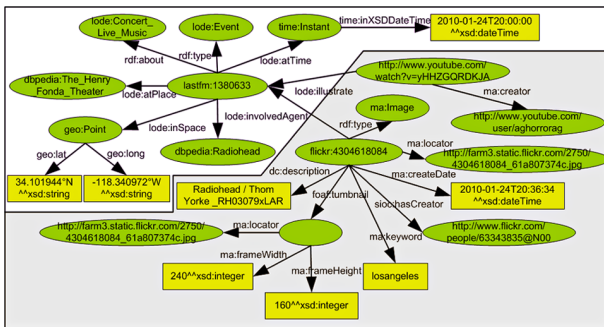 lode:Concert_
Live_Music
lode:Event
time:Instant
time:inXSDDateTime
2010-01-24T20:00:00
^^xsd:dateTime
rdf:about
rdf:type
lode:atTime
dbpedia:The_Henry
Fonda_Theater
lode:atPlace
lastfm:1380633
lode:illustrate
http://www.youtube.com/
watch?v=yHHZGQRDKJA
ma:creator
http://www.youtube.com/
user/aghorrorag
ma:Image
rdf:type
geo:Point
lode:inSpace
lode:involvedAgent
dbpedia:Radiohead
flickr:4304618084
ma:locator
http://farm3.static.flickr.com/2750/
4304618084_61a807374c.jpg
geo:lat
geo:long
34.101944°N
^^xsd:string
-118.340972°W
^^xsd:string
dc:description
Radiohead / Thom
Yorke _RH03079xLAR
ma:createDate
2010-01-24T20:36:34
^^xsd:dateTime
foaf:tumbnail
sioc:hasCreator
http://www.flickr.com/
people/63343835@N00
http://farm3.static.flickr.com/2750/
4304618084_61a807374c.jpg
ma:locator
ma:keyword
losangeles
ma:frameWidth
240^^xsd:integer
ma:frameHeight
160^^xsd:integer